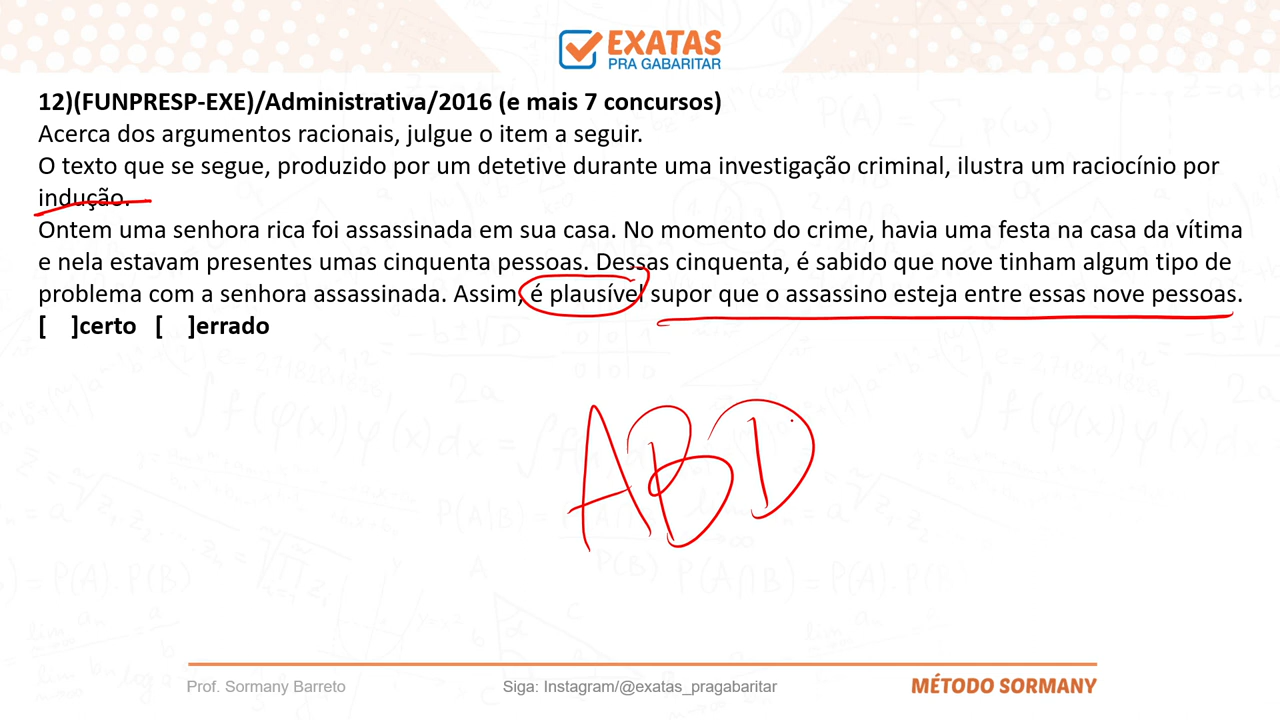 EXATAS
PRA GABARITAR
12)(FUNPRESP-EXE)/Administrativa/2016 (e mais 7 concursos)
Acerca dos argumentos racionais, julgue o item a seguir.
O texto que se segue, produzido por um detetive durante uma investigação criminal, ilustra um raciocínio por
indução.
Ontem uma senhora rica foi assassinada em sua casa. No momento do crime, havia uma festa na casa da vítima
e nela estavam presentes umas cinquenta pessoas. Dessas cinquenta, é sabido que nove tinham algum tipo de
problema com a senhora assassinada. Assim, é plausível supor que o assassino esteja entre essas nove pessoas.
[ ]certo [ ]errado
ABD
Prof. Sormany Barreto
Siga: Instagram/@exatas_pragabaritar
MÉTODO SORMANY